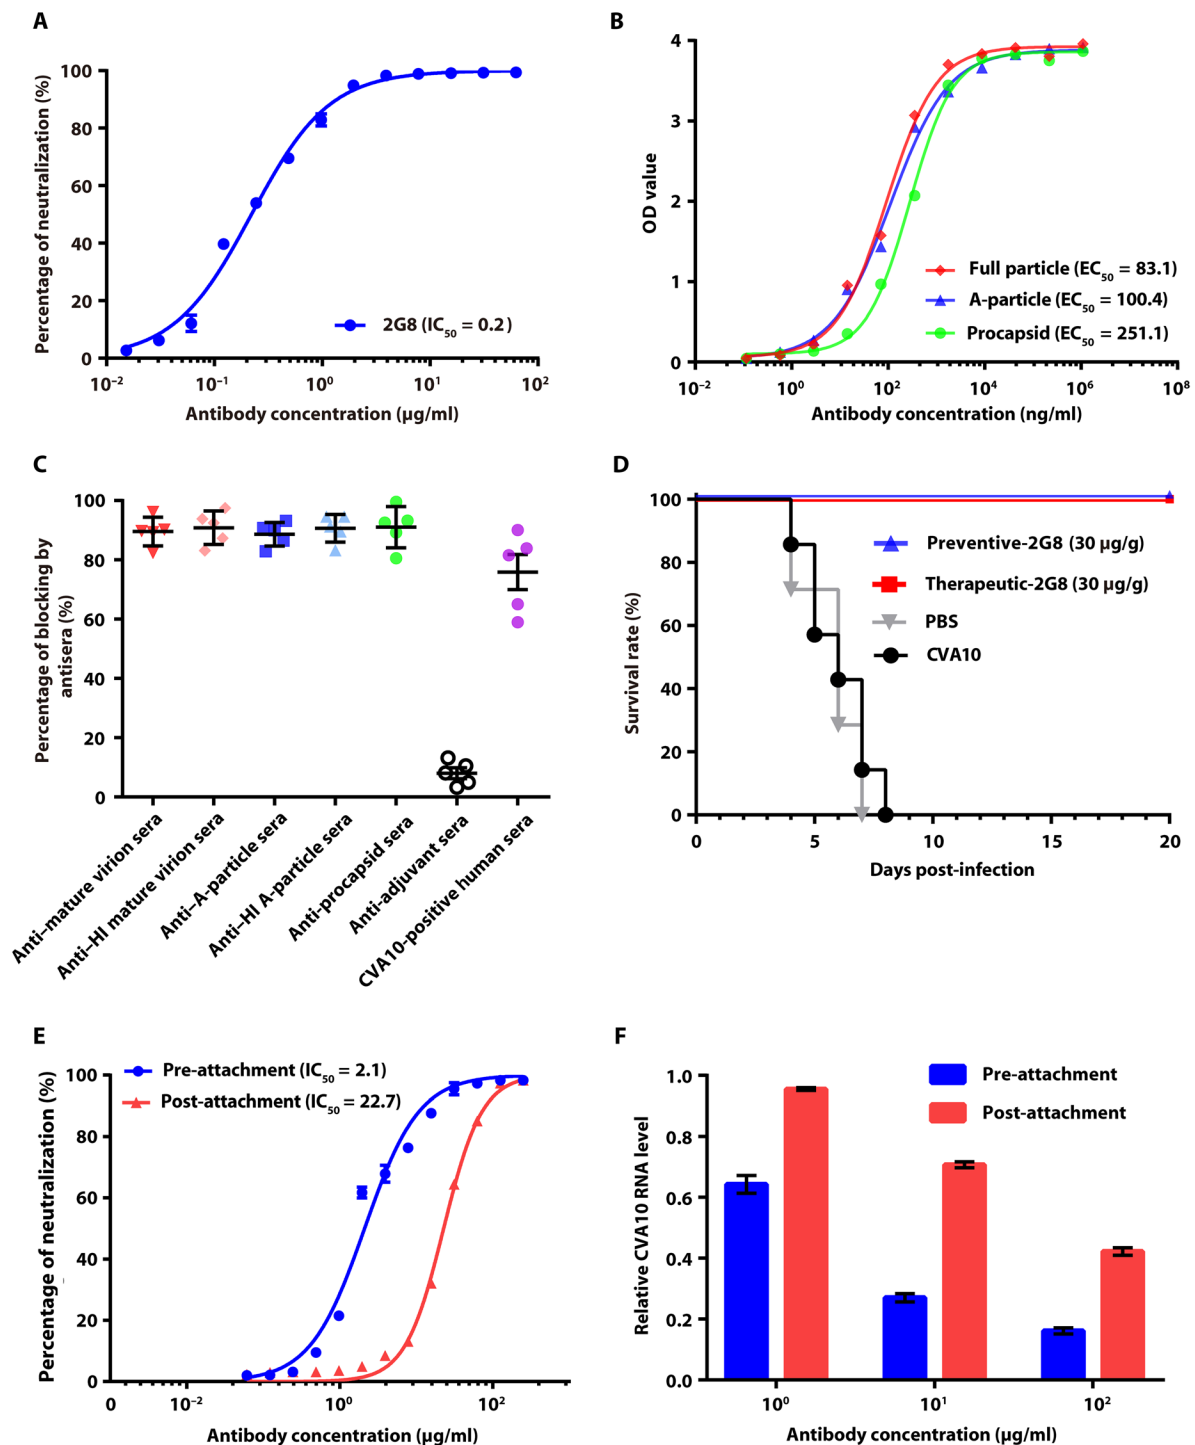 A
Percentage of neutralization (%)
100
80
60
40
20
0
2G8 (IC₅₀ = 0.2)
10⁻² 10⁻¹ 10⁰ 10¹ 10²
Antibody concentration (µg/ml)
B
OD value
4
3
2
1
0
Full particle (EC₅₀ = 83.1)
A-particle (EC₅₀ = 100.4)
Procapsid (EC₅₀ = 251.1)
10⁻² 10⁰ 10² 10⁴ 10⁶ 10⁸
Antibody concentration (ng/ml)
C
Percentage of blocking by
antisera (%)
100
80
60
40
20
0
Anti–mature virion sera
Anti–HI mature virion sera
Anti–A-particle sera
Anti–HI A-particle sera
Anti-procapsid sera
Anti-adjuvant sera
CVA10-positive human sera
D
Survival rate (%)
100
80
60
40
20
0
Preventive-2G8 (30 µg/g)
Therapeutic-2G8 (30 µg/g)
PBS
CVA10
0 5 10 15 20
Days post-infection
E
Percentage of neutralization (%)
100
80
60
40
20
0
Pre-attachment (IC₅₀ = 2.1)
Post-attachment (IC₅₀ = 22.7)
0 10⁻² 10⁰ 10²
Antibody concentration (µg/ml)
F
Relative CVA10 RNA level
1.0
0.8
0.6
0.4
0.2
0.0
Pre-attachment
Post-attachment
10⁰ 10¹ 10²
Antibody concentration (µg/ml)